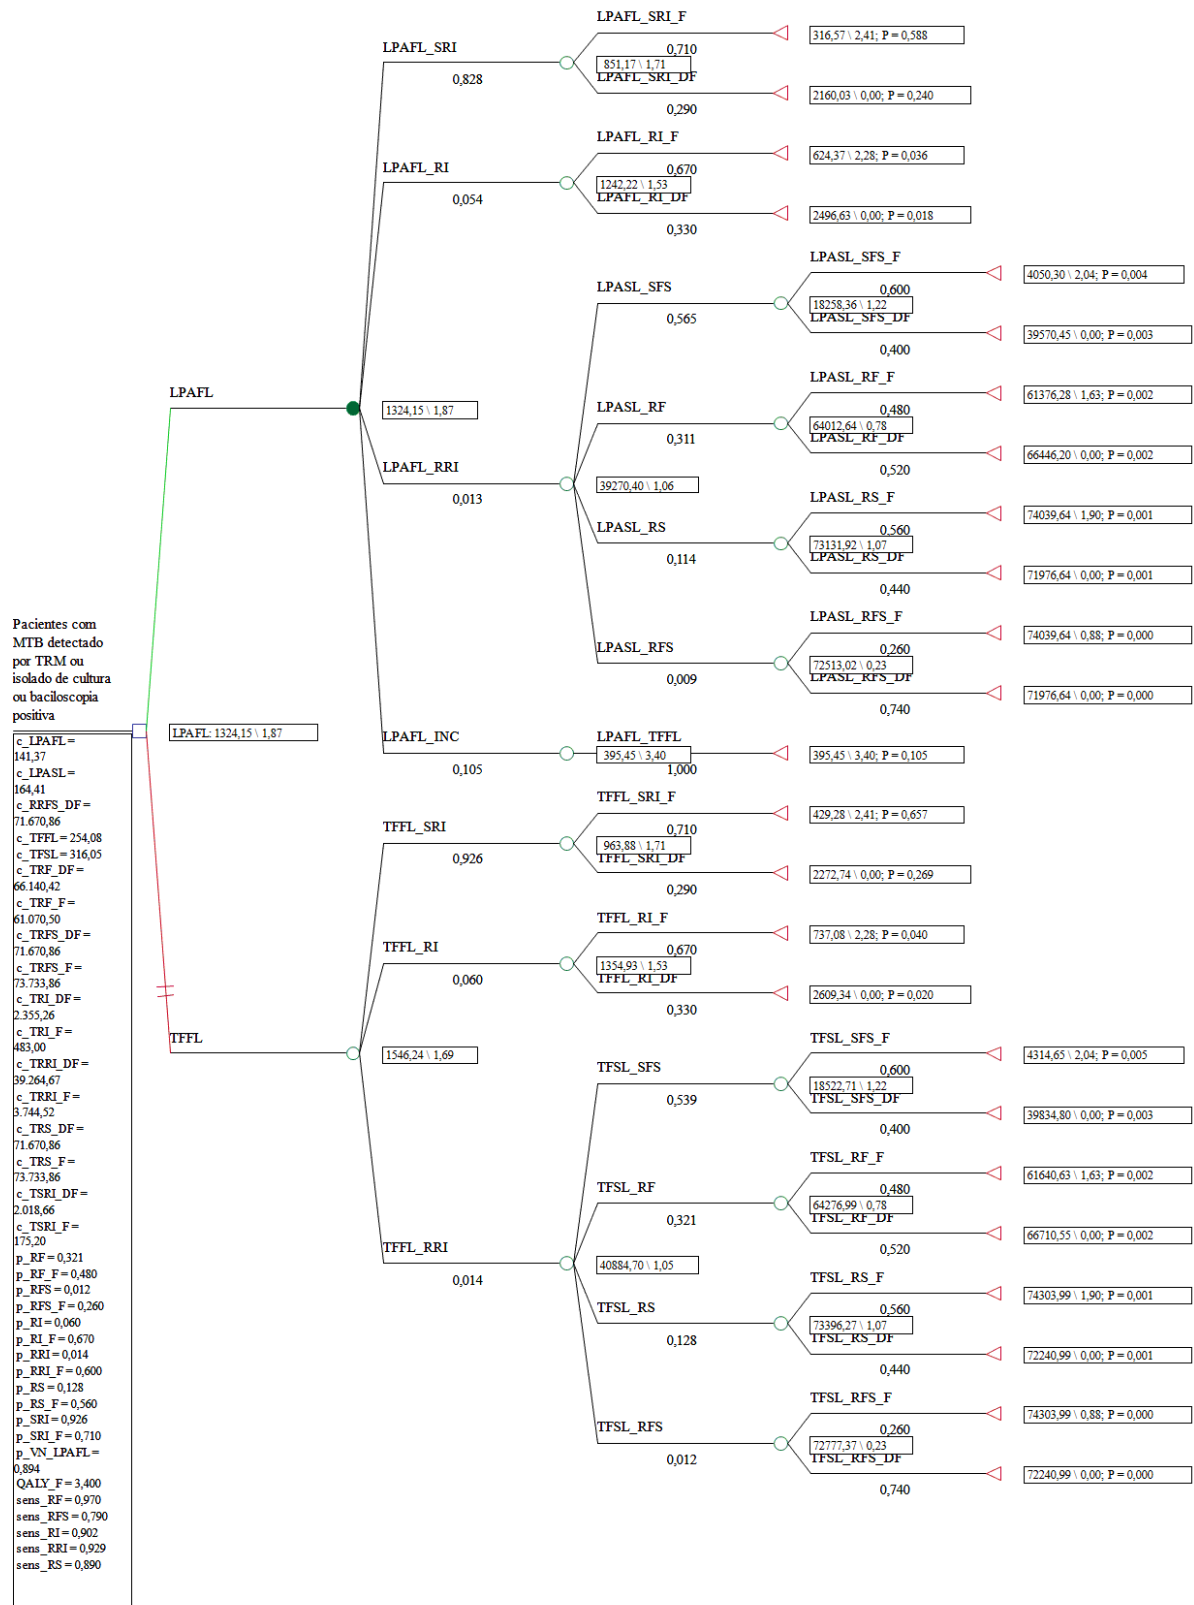 LPAFL_SRI_F
316,57 \ 2,41; P = 0,588
LPAFL_SRI
0,710
851,17 \ 1,71
0,828
LPAFL_SRI_DF
2160,03 \ 0,00; P = 0,240
0,290
LPAFL_RI_F
624,37 \ 2,28; P = 0,036
LPAFL_RI
0,670
1242,22 \ 1,53
0,054
LPAFL_RI_DF
2496,63 \ 0,00; P = 0,018
0,330
LPASL_SFS_F
4050,30 \ 2,04; P = 0,004
LPASL_SFS
0,600
18258,36 \ 1,22
0,565
LPASL_SFS_DF
39570,45 \ 0,00; P = 0,003
0,400
LPASL_RF_F
61376,28 \ 1,63; P = 0,002
LPAFL
1324,15 \ 1,87
LPASL_RF
0,480
64012,64 \ 0,78
0,311
LPASL_RF_DF
66446,20 \ 0,00; P = 0,002
0,520
LPAFL_RRI
0,013
39270,40 \ 1,06
LPASL_RS_F
74039,64 \ 1,90; P = 0,001
LPASL_RS
0,560
73131,92 \ 1,07
0,114
LPASL_RS_DF
71976,64 \ 0,00; P = 0,001
0,440
LPASL_RFS_F
74039,64 \ 0,88; P = 0,000
LPASL_RFS
0,260
72513,02 \ 0,23
0,009
LPASL_RFS_DF
71976,64 \ 0,00; P = 0,000
0,740
Pacientes com
MTB detectado
por TRM ou
isolado de cultura
ou baciloscopia
positiva
LPAFL: 1324,15 \ 1,87
LPAFL_INC
0,105
LPAFL_TFFL
395,45 \ 3,40
1,000
395,45 \ 3,40; P = 0,105
c_LPAFL =
141,37
c_LPASL =
164,41
c_RRFS_DF =
71.670,86
c_TFFL = 254,08
c_TFSL = 316,05
c_TRF_DF =
66.140,42
c_TRF_F =
61.070,50
c_TRFS_DF =
71.670,86
c_TRFS_F =
73.733,86
c_TRI_DF =
2.355,26
c_TRI_F =
483,00
c_TRRI_DF =
39.264,67
c_TRRI_F =
3.744,52
c_TRS_DF =
71.670,86
c_TRS_F =
73.733,86
c_TSRI_DF =
2.018,66
c_TSRI_F =
175,20
p_RF = 0,321
p_RF_F = 0,480
p_RFS = 0,012
p_RFS_F = 0,260
p_RI = 0,060
p_RI_F = 0,670
p_RRI = 0,014
p_RRI_F = 0,600
p_RS = 0,128
p_RS_F = 0,560
p_SRI = 0,926
p_SRI_F = 0,710
p_VN_LPAFL =
0,894
QALY_F = 3,400
sens_RF = 0,970
sens_RFS = 0,790
sens_RI = 0,902
sens_RRI = 0,929
sens_RS = 0,890
TFFL_SRI_F
429,28 \ 2,41; P = 0,657
TFFL_SRI
0,710
963,88 \ 1,71
0,926
TFFL_SRI_DF
2272,74 \ 0,00; P = 0,269
0,290
TFFL_RI_F
737,08 \ 2,28; P = 0,040
TFFL_RI
0,670
1354,93 \ 1,53
0,060
TFFL_RI_DF
2609,34 \ 0,00; P = 0,020
0,330
TFFL
1546,24 \ 1,69
TFSL_SFS_F
4314,65 \ 2,04; P = 0,005
TFSL_SFS
0,600
18522,71 \ 1,22
0,539
TFSL_SFS_DF
39834,80 \ 0,00; P = 0,003
0,400
TFSL_RF_F
61640,63 \ 1,63; P = 0,002
TFSL_RF
0,480
64276,99 \ 0,78
0,321
TFSL_RF_DF
66710,55 \ 0,00; P = 0,002
0,520
TFFL_RRI
0,014
40884,70 \ 1,05
TFSL_RS_F
74303,99 \ 1,90; P = 0,001
TFSL_RS
0,560
73396,27 \ 1,07
0,128
TFSL_RS_DF
72240,99 \ 0,00; P = 0,001
0,440
TFSL_RFS_F
74303,99 \ 0,88; P = 0,000
TFSL_RFS
0,260
72777,37 \ 0,23
0,012
TFSL_RFS_DF
72240,99 \ 0,00; P = 0,000
0,740